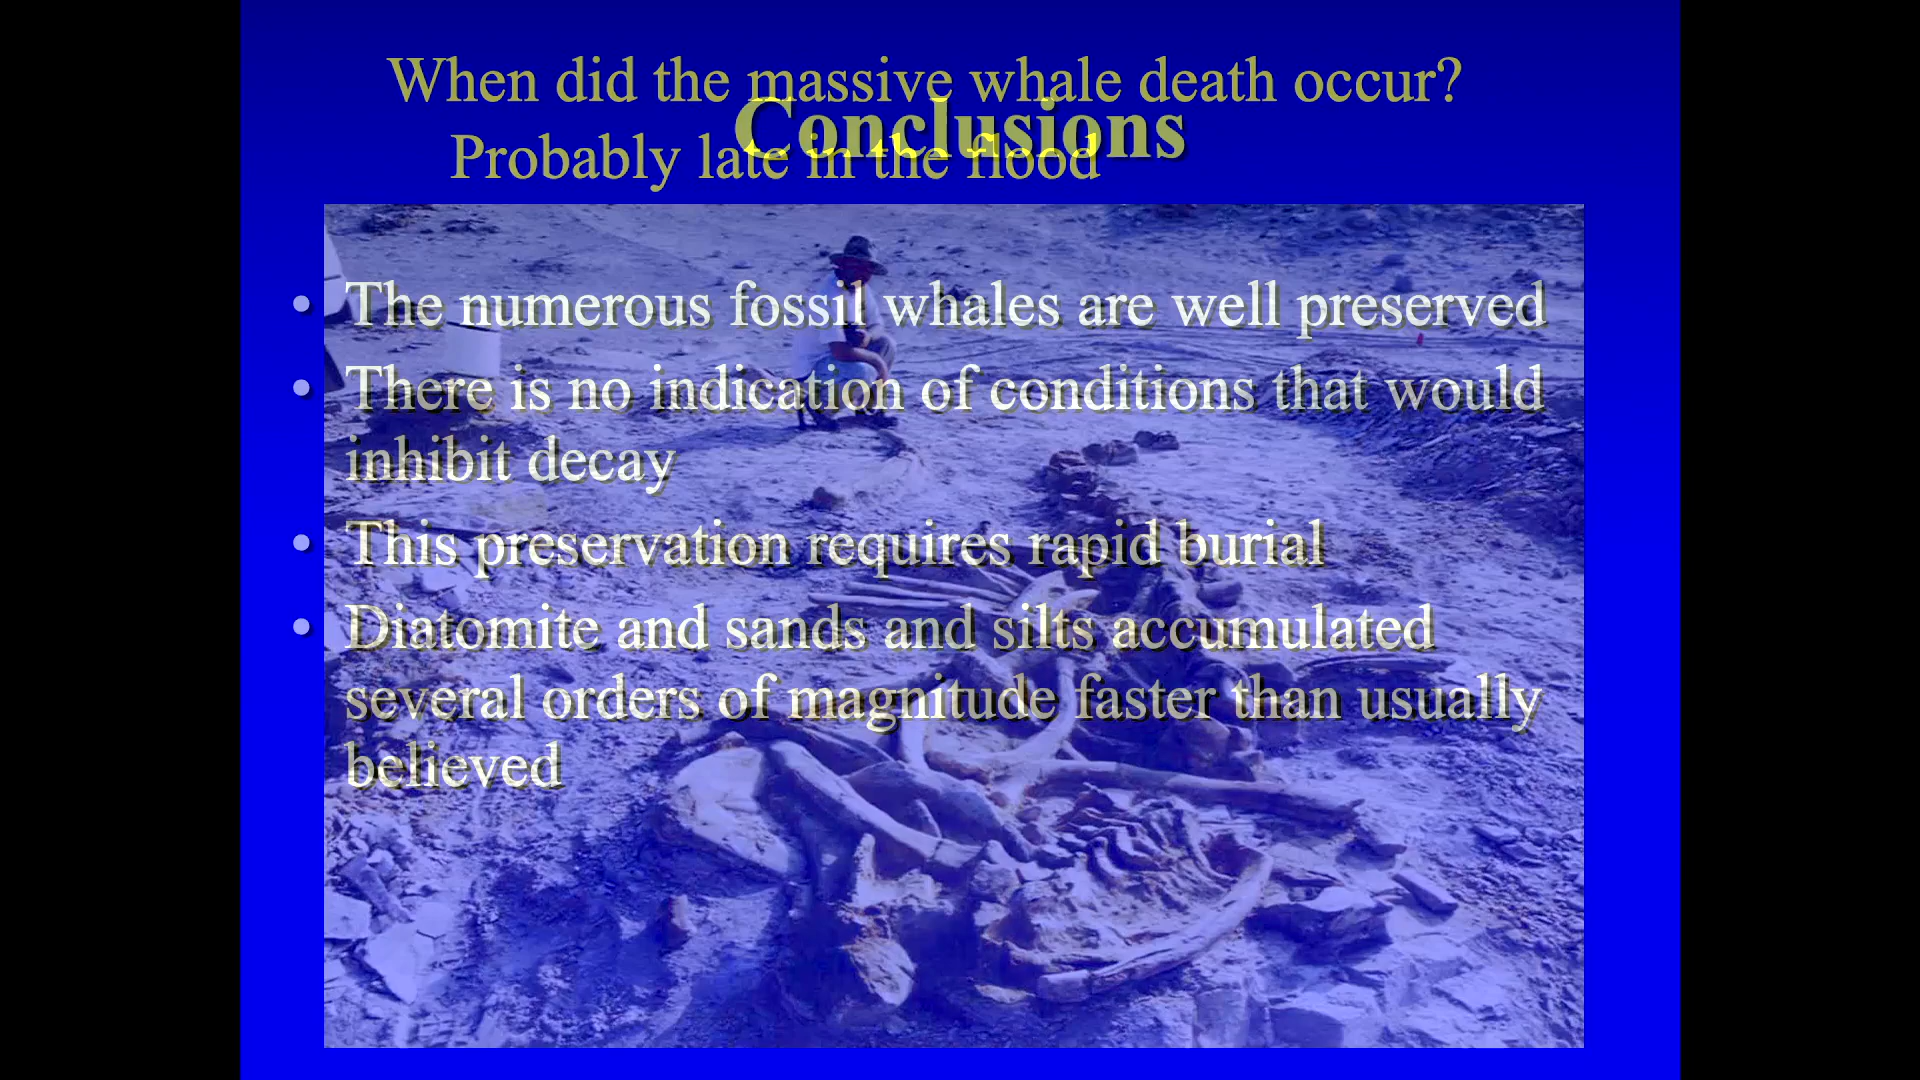 When did the massive whale death occur?
Conclusions
Probably late in the flood
• The numerous fossil whales are well preserved
• There is no indication of conditions that would
inhibit decay
• This preservation requires rapid burial
• Diatomite and sands and silts accumulated
several orders of magnitude faster than usually
believed